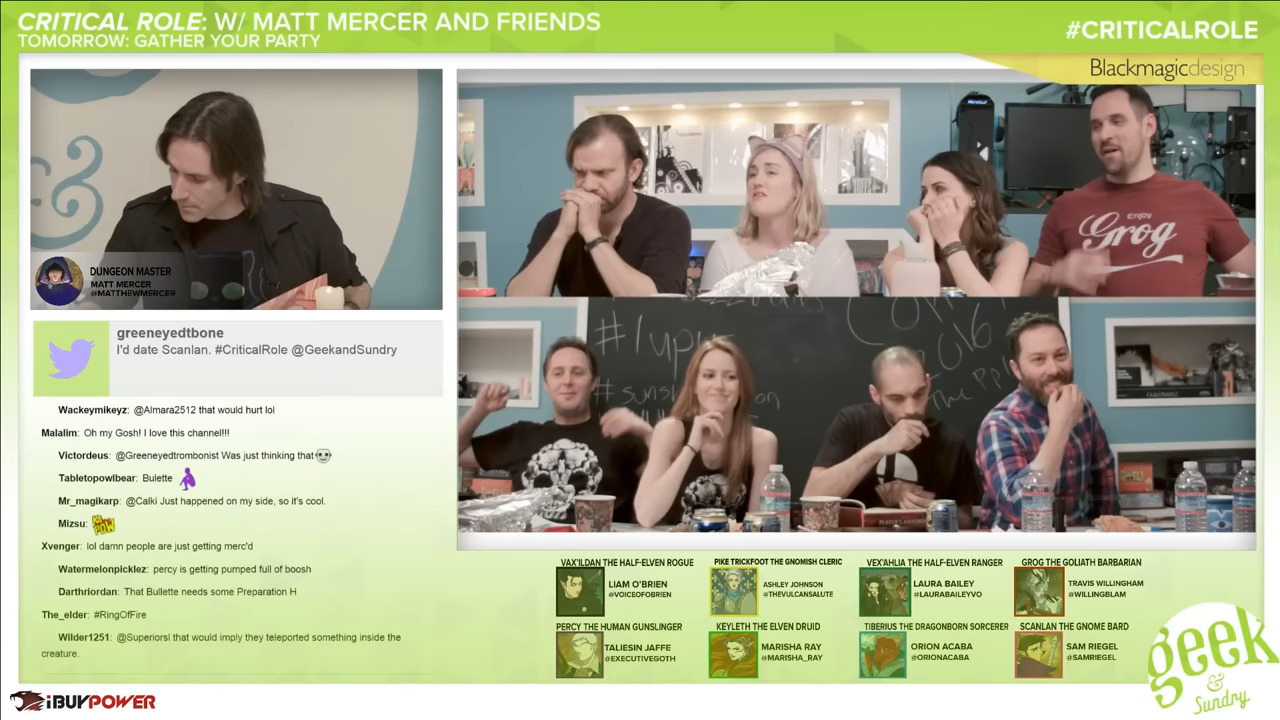 CRITICAL ROLE: W/ MATT MERCER AND FRIENDS
TOMORROW: GATHER YOUR PARTY
#CRITICALROLE
Blackmagicdesign
&
DUNGEON MASTER
MATT MERCER
@MATTHEWMERCER
Enjoy
Grog
greeneyedtbone
I'd date Scanlan. #CriticalRole @GeekandSundry
Wackeymikeyz: @Almara2512 that would hurt lol
Malalim: Oh my Gosh! I love this channel!!!
Victordeus: @Greeneyedtrombonist Was just thinking that
Tabletopowlbear: Bulette
Mr_magikarp: @Calki Just happened on my side, so it's cool.
Mizsu:
Xvenger: lol damn people are just getting merc'd
Watermelonpicklez: percy is getting pumped full of boosh
Darthriordan: That Bullette needs some Preparation H
The_elder: #RingOfFire
Wilder1251: @Superiorsl that would imply they teleported something inside the
creature.
VAX'ILDAN THE HALF-ELVEN ROGUE
LIAM O'BRIEN
@VOICEOFOBRIEN
PIKE TRICKFOOT THE GNOMISH CLERIC
ASHLEY JOHNSON
@THEVULCANSALUTE
VEX'AHLIA THE HALF-ELVEN RANGER
LAURA BAILEY
@LAURABAILEYVO
GROG THE GOLIATH BARBARIAN
TRAVIS WILLINGHAM
@WILLINGBLAM
PERCY THE HUMAN GUNSLINGER
TALIESIN JAFFE
@EXECUTIVEGOTH
KEYLETH THE ELVEN DRUID
MARISHA RAY
@MARISHA_RAY
TIBERIUS THE DRAGONBORN SORCERER
ORION ACABA
@ORIONACABA
SCANLAN THE GNOME BARD
SAM RIEGEL
@SAMRIEGEL
geek
&
Sundry
iBUYPOWER